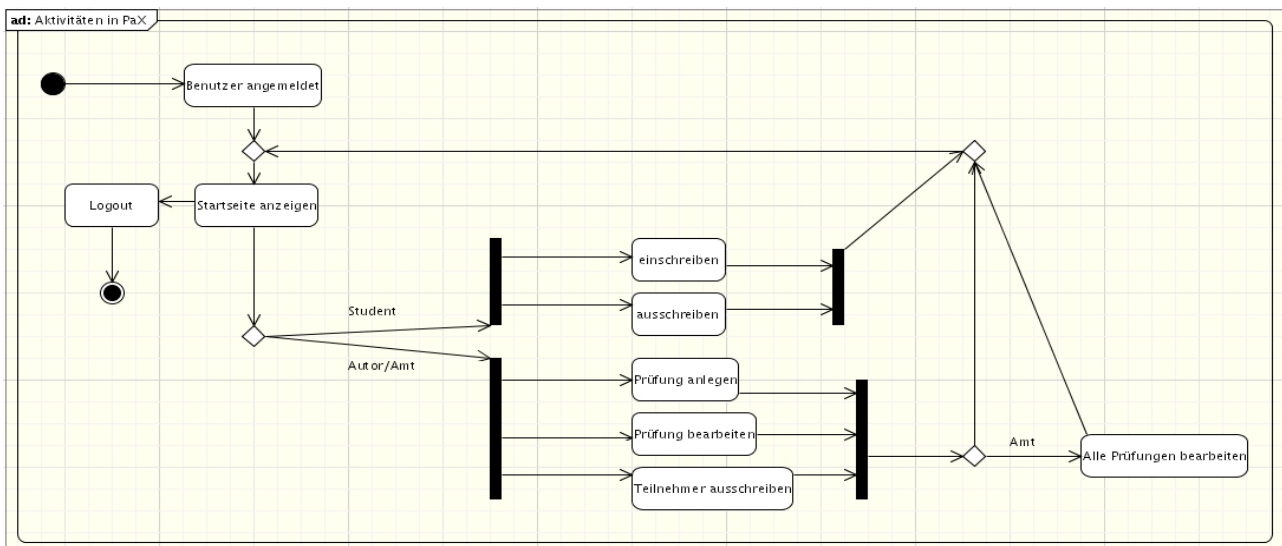 ad: Aktivitäten in PaX
Benutzer angemeldet
Logout
Startseite anzeigen
Student
Autor/Amt
einschreiben
ausschreiben
Prüfung anlegen
Prüfung bearbeiten
Teilnehmer ausschreiben
Amt
Alle Prüfungen bearbeiten